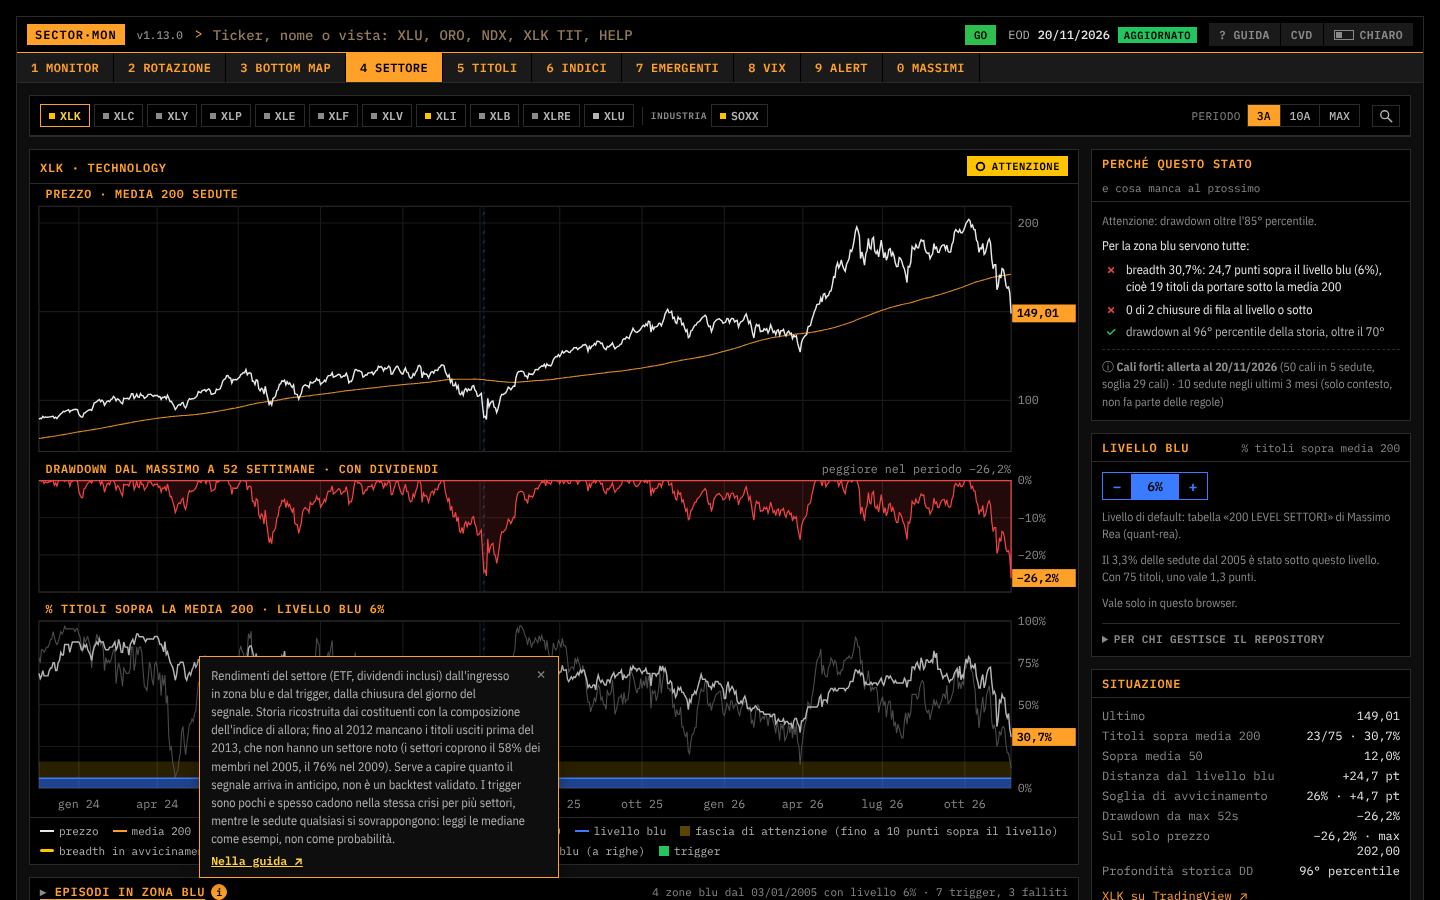 SECTOR·MON v1.13.0 > Ticker, nome o vista: XLU, ORO, NDX, XLK TIT, HELP GO EOD 20/11/2026 AGGIORNATO ? GUIDA CVD CHIARO
1 MONITOR 2 ROTAZIONE 3 BOTTOM MAP 4 SETTORE 5 TITOLI 6 INDICI 7 EMERGENTI 8 VIX 9 ALERT 0 MASSIMI
XLK XLC XLY XLP XLE XLF XLV XLI XLB XLRE XLU INDUSTRIA SOXX PERIODO 3A 10A MAX
XLK · TECHNOLOGY ATTENZIONE
PREZZO · MEDIA 200 SEDUTE
200
149,01
100
DRAWDOWN DAL MASSIMO A 52 SETTIMANE · CON DIVIDENDI peggiore nel periodo −26,2%
0%
−10%
−20%
−26,2%
% TITOLI SOPRA LA MEDIA 200 · LIVELLO BLU 6%
100%
75%
50%
30,7%
0%
gen 24 apr 24 25 ott 25 gen 26 apr 26 lug 26 ott 26
prezzo media 200 livello blu fascia di attenzione (fino a 10 punti sopra il livello)
breadth in avviciname blu (a righe) trigger
Rendimenti del settore (ETF, dividendi inclusi) dall'ingresso
in zona blu e dal trigger, dalla chiusura del giorno del
segnale. Storia ricostruita dai costituenti con la composizione
dell'indice di allora; fino al 2012 mancano i titoli usciti prima del
2013, che non hanno un settore noto (i settori coprono il 58% dei
membri nel 2005, il 76% nel 2009). Serve a capire quanto il
segnale arriva in anticipo, non è un backtest validato. I trigger
sono pochi e spesso cadono nella stessa crisi per più settori,
mentre le sedute qualsiasi si sovrappongono: leggi le mediane
come esempi, non come probabilità.
Nella guida ↗
×
▶ EPISODI IN ZONA BLU i 4 zone blu dal 03/01/2005 con livello 6% · 7 trigger, 3 falliti
PERCHÉ QUESTO STATO
e cosa manca al prossimo
Attenzione: drawdown oltre l'85° percentile.
Per la zona blu servono tutte:
× breadth 30,7%: 24,7 punti sopra il livello blu (6%),
cioè 19 titoli da portare sotto la media 200
× 0 di 2 chiusure di fila al livello o sotto
✓ drawdown al 96° percentile della storia, oltre il 70°
ⓘ Cali forti: allerta al 20/11/2026 (50 cali in 5 sedute,
soglia 29 cali) · 10 sedute negli ultimi 3 mesi (solo contesto,
non fa parte delle regole)
LIVELLO BLU % titoli sopra media 200
− 6% +
Livello di default: tabella «200 LEVEL SETTORI» di Massimo
Rea (quant-rea).
Il 3,3% delle sedute dal 2005 è stato sotto questo livello.
Con 75 titoli, uno vale 1,3 punti.
Vale solo in questo browser.
▶ PER CHI GESTISCE IL REPOSITORY
SITUAZIONE
Ultimo 149,01
Titoli sopra media 200 23/75 · 30,7%
Sopra media 50 12,0%
Distanza dal livello blu +24,7 pt
Soglia di avvicinamento 26% · +4,7 pt
Drawdown da max 52s −26,2%
Sul solo prezzo −26,2% · max
202,00
Profondità storica DD 96° percentile
XLK su TradingView ↗